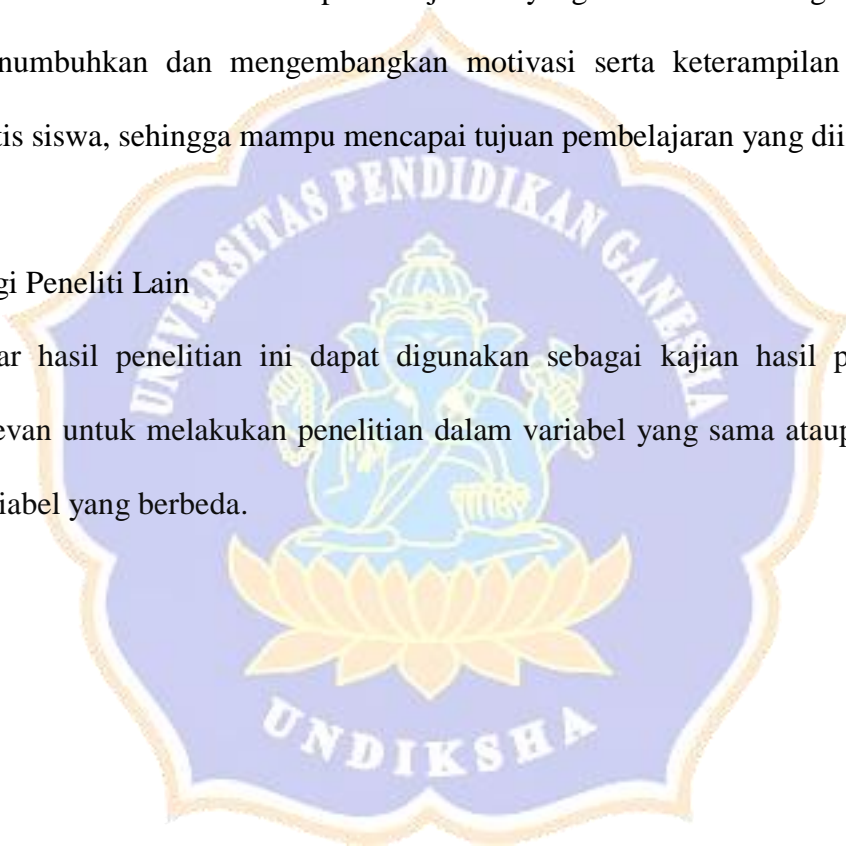 numbuhkan dan mengembangkan motivasi serta keterampilan
tis siswa, sehingga mampu mencapai tujuan pembelajaran yang dii
gi Peneliti Lain
ar hasil penelitian ini dapat digunakan sebagai kajian hasil p
evan untuk melakukan penelitian dalam variabel yang sama ataup
iabel yang berbeda.
UNIVERSITAS PENDIDIKAN GANESHA
UNDIKSHA